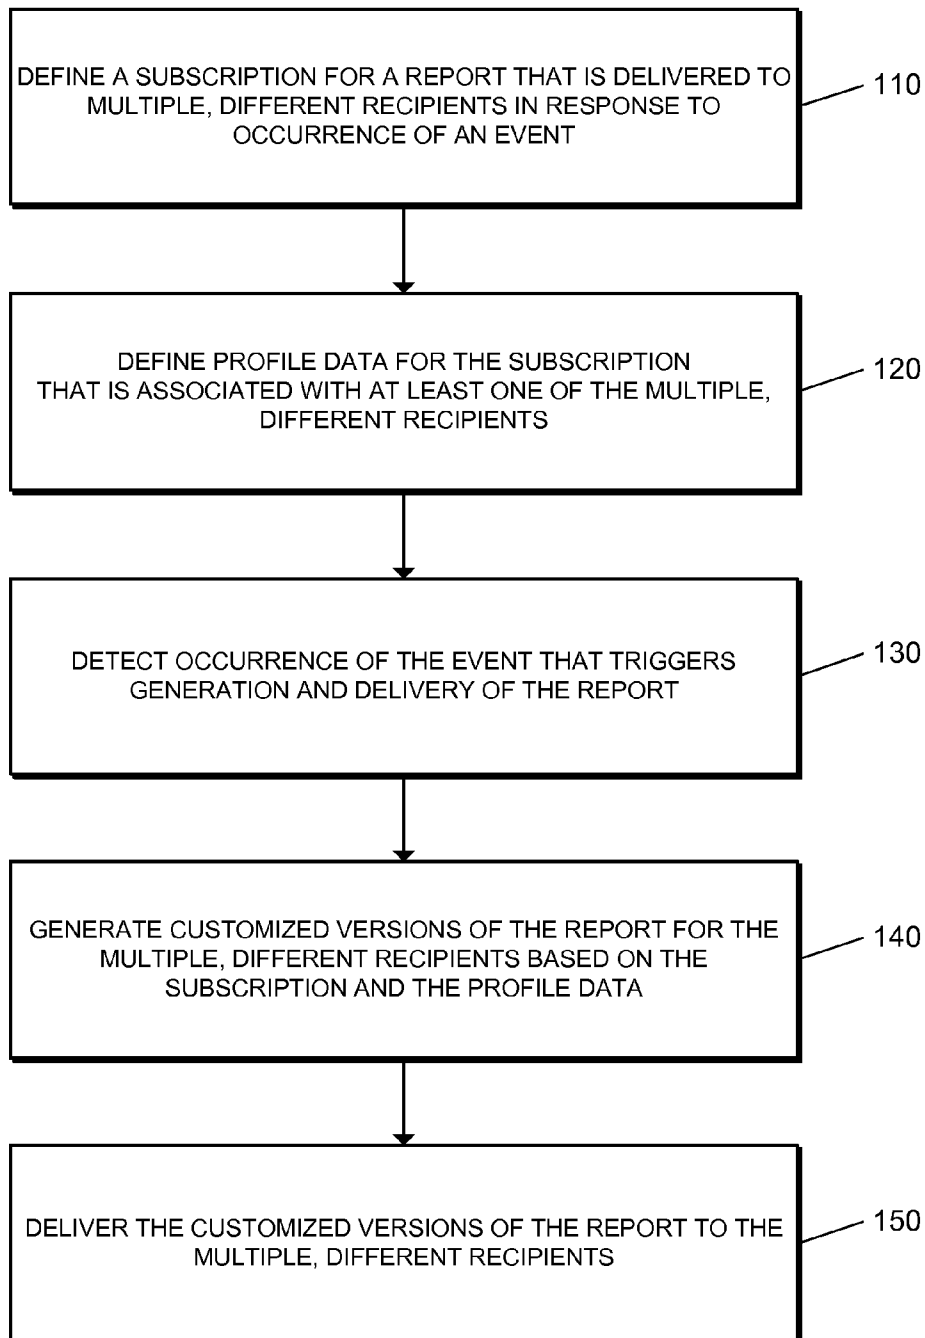 DEFINE A SUBSCRIPTION FOR A REPORT THAT IS DELIVERED TO
MULTIPLE, DIFFERENT RECIPIENTS IN RESPONSE TO
OCCURRENCE OF AN EVENT
110
DEFINE PROFILE DATA FOR THE SUBSCRIPTION
THAT IS ASSOCIATED WITH AT LEAST ONE OF THE MULTIPLE,
DIFFERENT RECIPIENTS
120
DETECT OCCURRENCE OF THE EVENT THAT TRIGGERS
GENERATION AND DELIVERY OF THE REPORT
130
GENERATE CUSTOMIZED VERSIONS OF THE REPORT FOR THE
MULTIPLE, DIFFERENT RECIPIENTS BASED ON THE
SUBSCRIPTION AND THE PROFILE DATA
140
DELIVER THE CUSTOMIZED VERSIONS OF THE REPORT TO THE
MULTIPLE, DIFFERENT RECIPIENTS
150